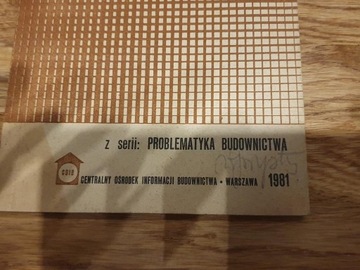 z serii: PROBLEMATYKA BUDOWNICTWA
COIB
CENTRALNY OŚRODEK INFORMACJI BUDOWNICTWA • WARSZAWA 1981